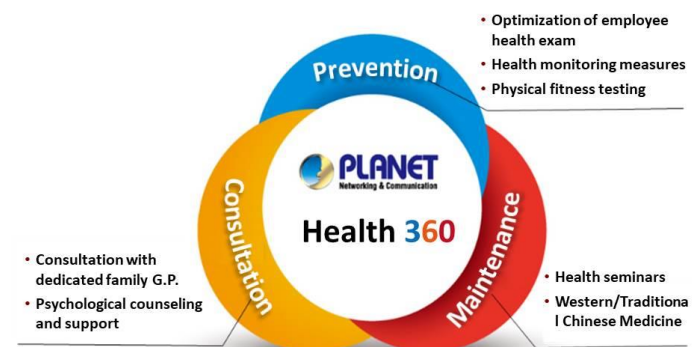 • Optimization of employee
health exam
• Health monitoring measures
• Physical fitness testing
Prevention
PLANET
Networking & Communication
Health 360
Consultation
Maintenance
• Consultation with
dedicated family G.P.
• Psychological counseling
and support
• Health seminars
• Western/Traditiona
l Chinese Medicine